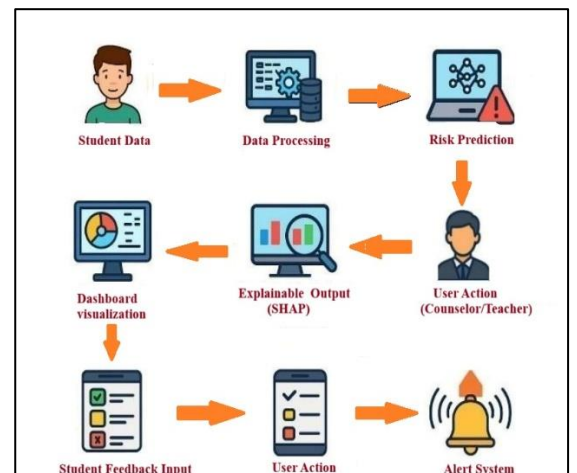 Student Data
Data Processing
Risk Prediction
Dashboard
visualization
Explainable Output
(SHAP)
User Action
(Counselor/Teacher)
Student Feedback Input
User Action
Alert System